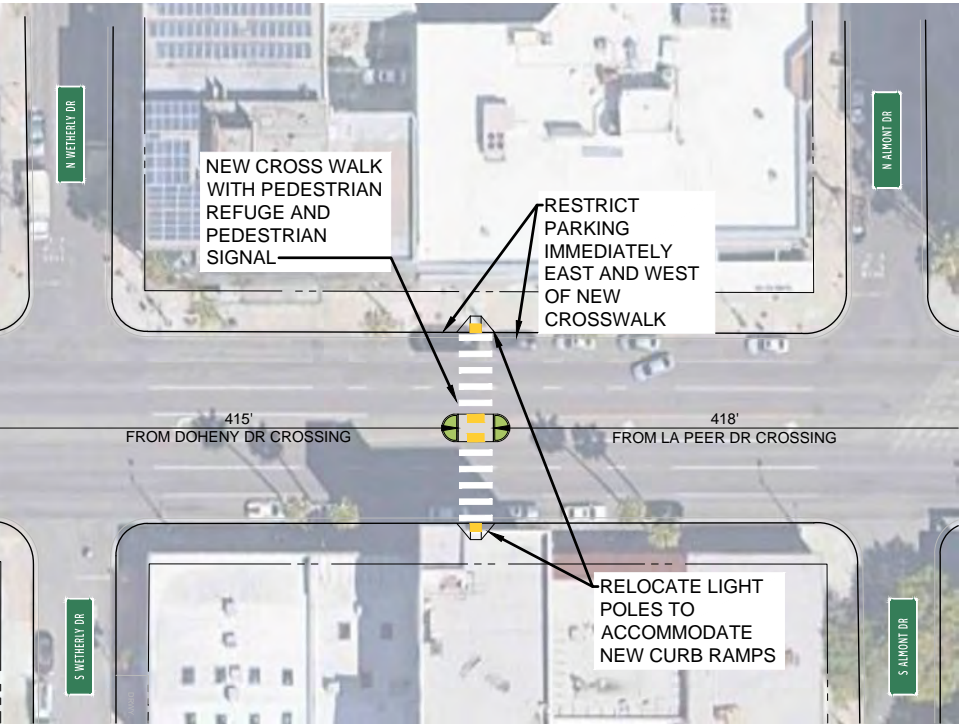 N WETHERLY DR
N ALMONT DR
NEW CROSS WALK
WITH PEDESTRIAN
REFUGE AND
PEDESTRIAN
SIGNAL
RESTRICT
PARKING
IMMEDIATELY
EAST AND WEST
OF NEW
CROSSWALK
415'
FROM DOHENY DR CROSSING
418'
FROM LA PEER DR CROSSING
RELOCATE LIGHT
POLES TO
ACCOMMODATE
NEW CURB RAMPS
S WETHERLY DR
S ALMONT DR